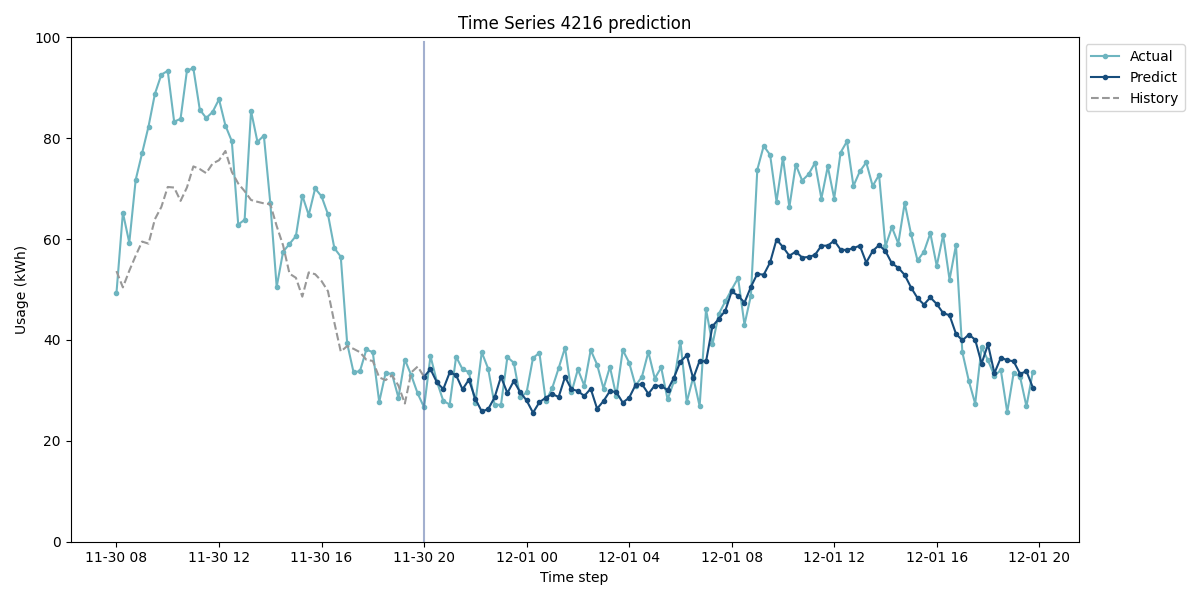 Time Series 4216 prediction
Usage (kWh)
100
80
60
40
20
0
11-30 08
11-30 12
11-30 16
11-30 20
12-01 00
12-01 04
12-01 08
12-01 12
12-01 16
12-01 20
Time step
Actual
Predict
History